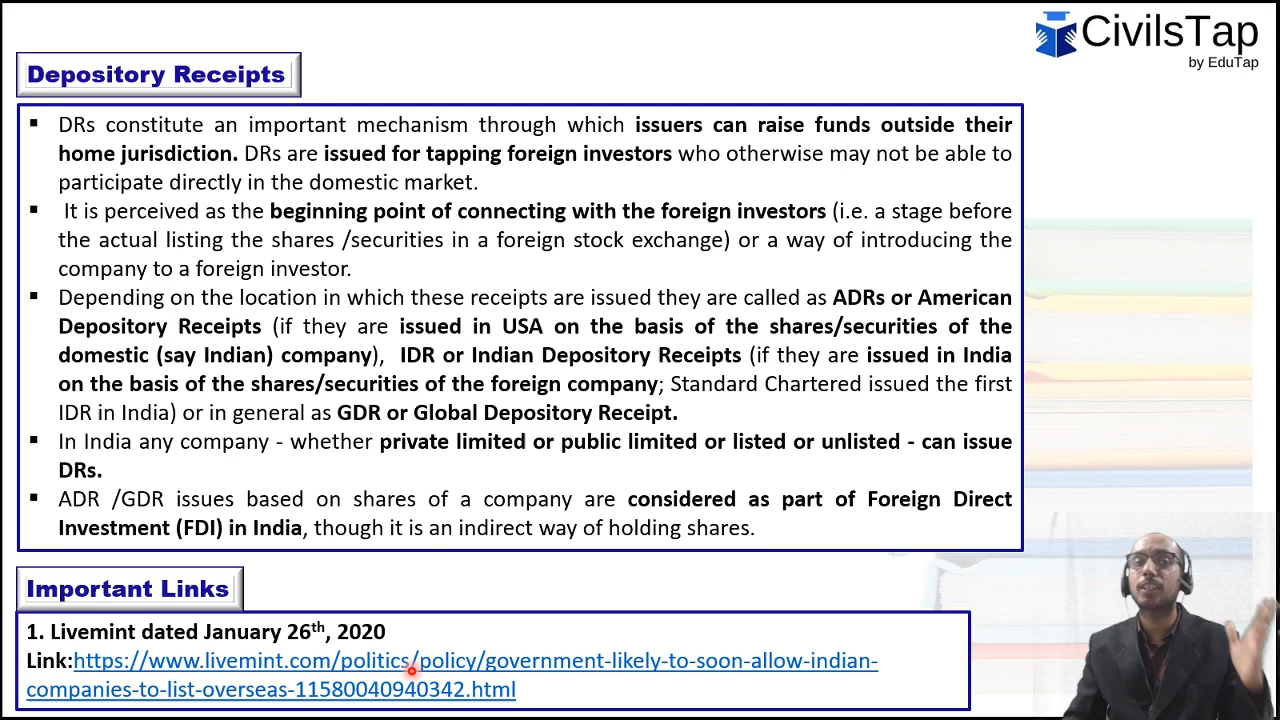 CivilsTap
by EduTap
Depository Receipts
▪ DRs constitute an important mechanism through which issuers can raise funds outside their
home jurisdiction. DRs are issued for tapping foreign investors who otherwise may not be able to
participate directly in the domestic market.
▪ It is perceived as the beginning point of connecting with the foreign investors (i.e. a stage before
the actual listing the shares /securities in a foreign stock exchange) or a way of introducing the
company to a foreign investor.
▪ Depending on the location in which these receipts are issued they are called as ADRs or American
Depository Receipts (if they are issued in USA on the basis of the shares/securities of the
domestic (say Indian) company), IDR or Indian Depository Receipts (if they are issued in India
on the basis of the shares/securities of the foreign company; Standard Chartered issued the first
IDR in India) or in general as GDR or Global Depository Receipt.
▪ In India any company - whether private limited or public limited or listed or unlisted - can issue
DRs.
▪ ADR /GDR issues based on shares of a company are considered as part of Foreign Direct
Investment (FDI) in India, though it is an indirect way of holding shares.
Important Links
1. Livemint dated January 26th, 2020
Link:https://www.livemint.com/politics/policy/government-likely-to-soon-allow-indian-
companies-to-list-overseas-11580040940342.html